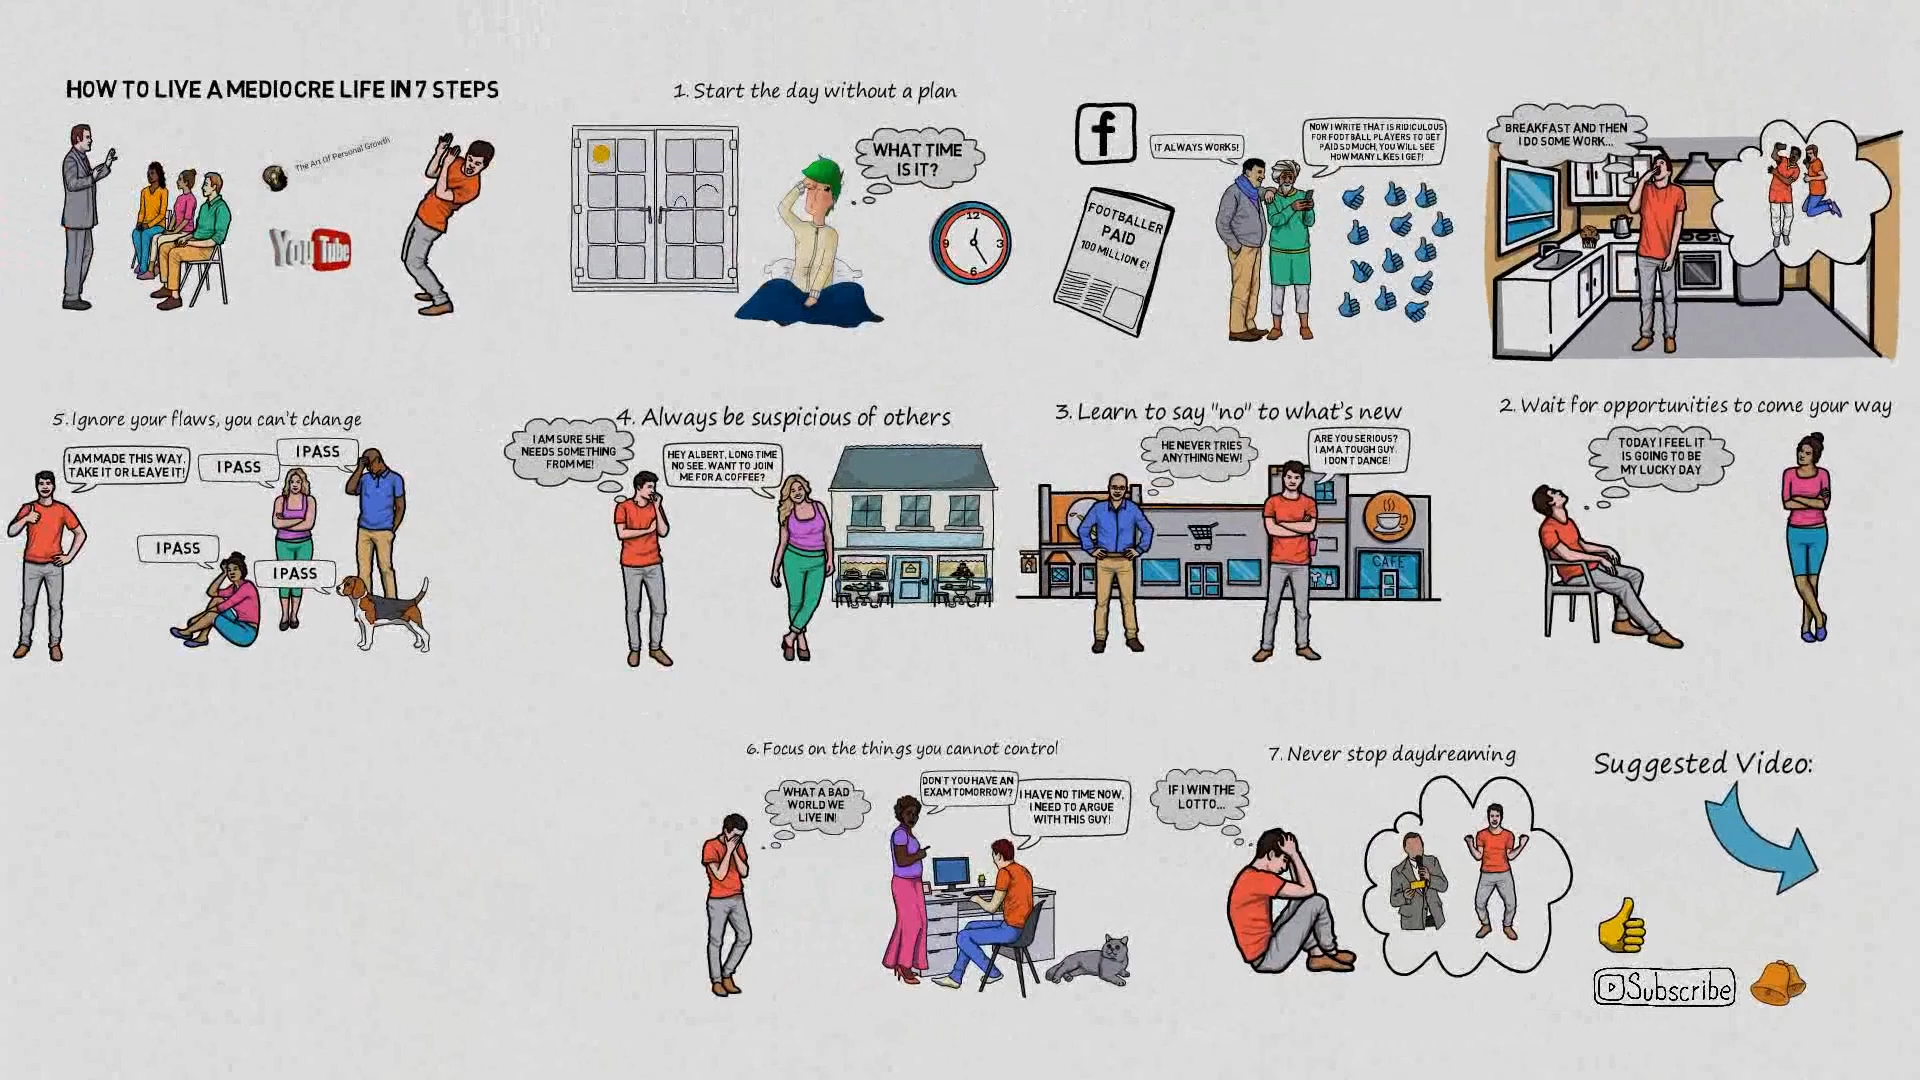 HOW TO LIVE A MEDIOCRE LIFE IN 7 STEPS
The Art Of Personal Growth
YouTube
1. Start the day without a plan
WHAT TIME
IS IT?
12
3
6
9
f
IT ALWAYS WORKS!
NOW I WRITE THAT IS RIDICULOUS
FOR FOOTBALL PLAYERS TO GET
PAID SO MUCH, YOU WILL SEE
HOW MANY LIKES I GET!
FOOTBALLER
PAID
100 MILLION €!
BREAKFAST AND THEN
I DO SOME WORK...
2. Wait for opportunities to come your way
TODAY I FEEL IT
IS GOING TO BE
MY LUCKY DAY
3. Learn to say "no" to what's new
HE NEVER TRIES
ANYTHING NEW!
ARE YOU SERIOUS?
I AM A TOUGH GUY.
I DON'T DANCE!
CAFE
4. Always be suspicious of others
I AM SURE SHE
NEEDS SOMETHING
FROM ME!
HEY ALBERT, LONG TIME
NO SEE. WANT TO JOIN
ME FOR A COFFEE?
5. Ignore your flaws, you can't change
I AM MADE THIS WAY.
TAKE IT OR LEAVE IT!
I PASS
I PASS
I PASS
I PASS
6. Focus on the things you cannot control
WHAT A BAD
WORLD WE
LIVE IN!
DON'T YOU HAVE AN
EXAM TOMORROW?
I HAVE NO TIME NOW,
I NEED TO ARGUE
WITH THIS GUY!
7. Never stop daydreaming
IF I WIN THE
LOTTO...
Suggested Video:
Subscribe